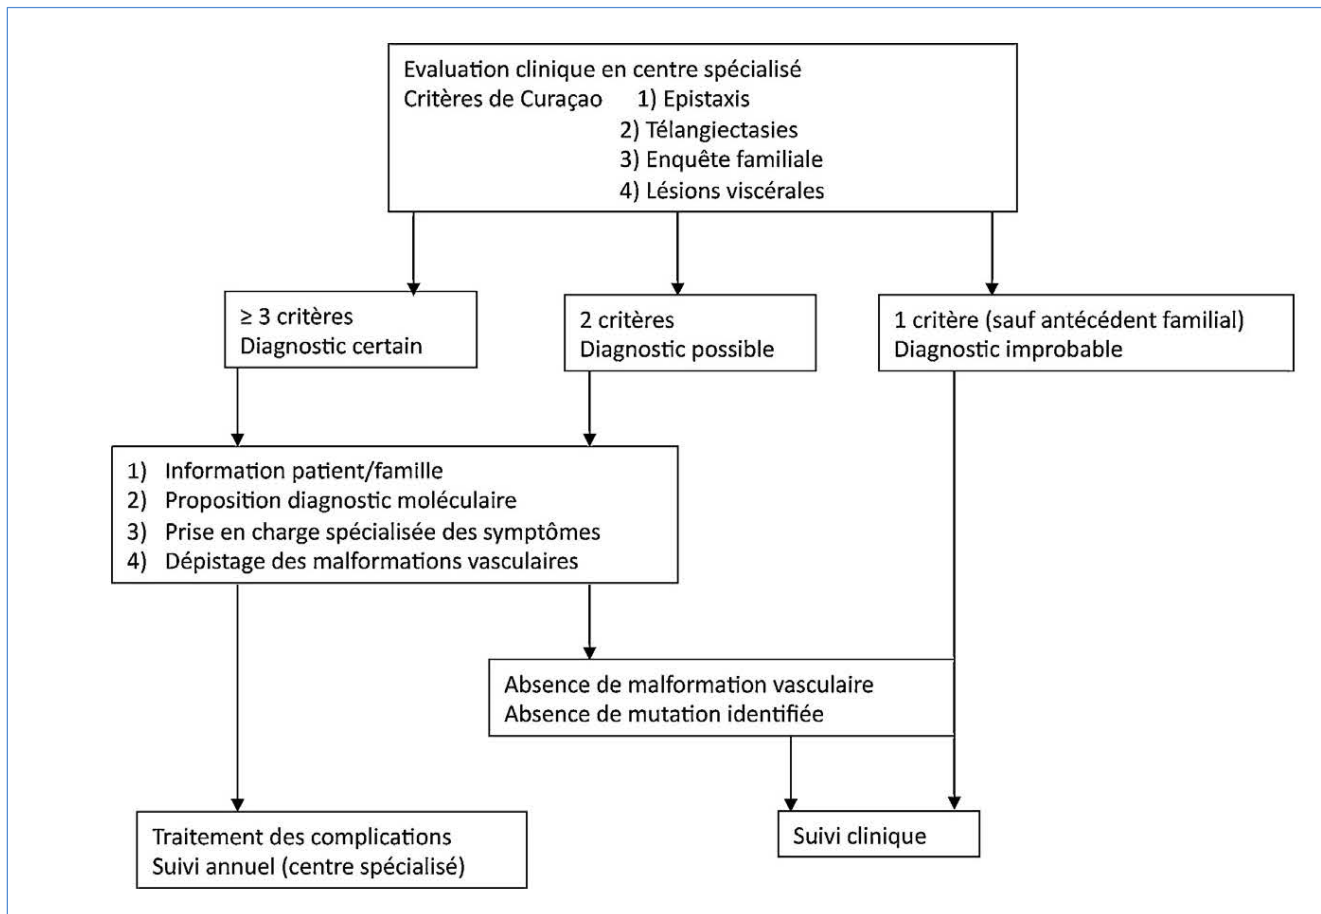 Evaluation clinique en centre spécialisé
Critères de Curaçao 1) Epistaxis
2) Télangiectasies
3) Enquête familiale
4) Lésions viscérales
≥ 3 critères
Diagnostic certain
2 critères
Diagnostic possible
1 critère (sauf antécédent familial)
Diagnostic improbable
1) Information patient/famille
2) Proposition diagnostic moléculaire
3) Prise en charge spécialisée des symptômes
4) Dépistage des malformations vasculaires
Absence de malformation vasculaire
Absence de mutation identifiée
Traitement des complications
Suivi annuel (centre spécialisé)
Suivi clinique